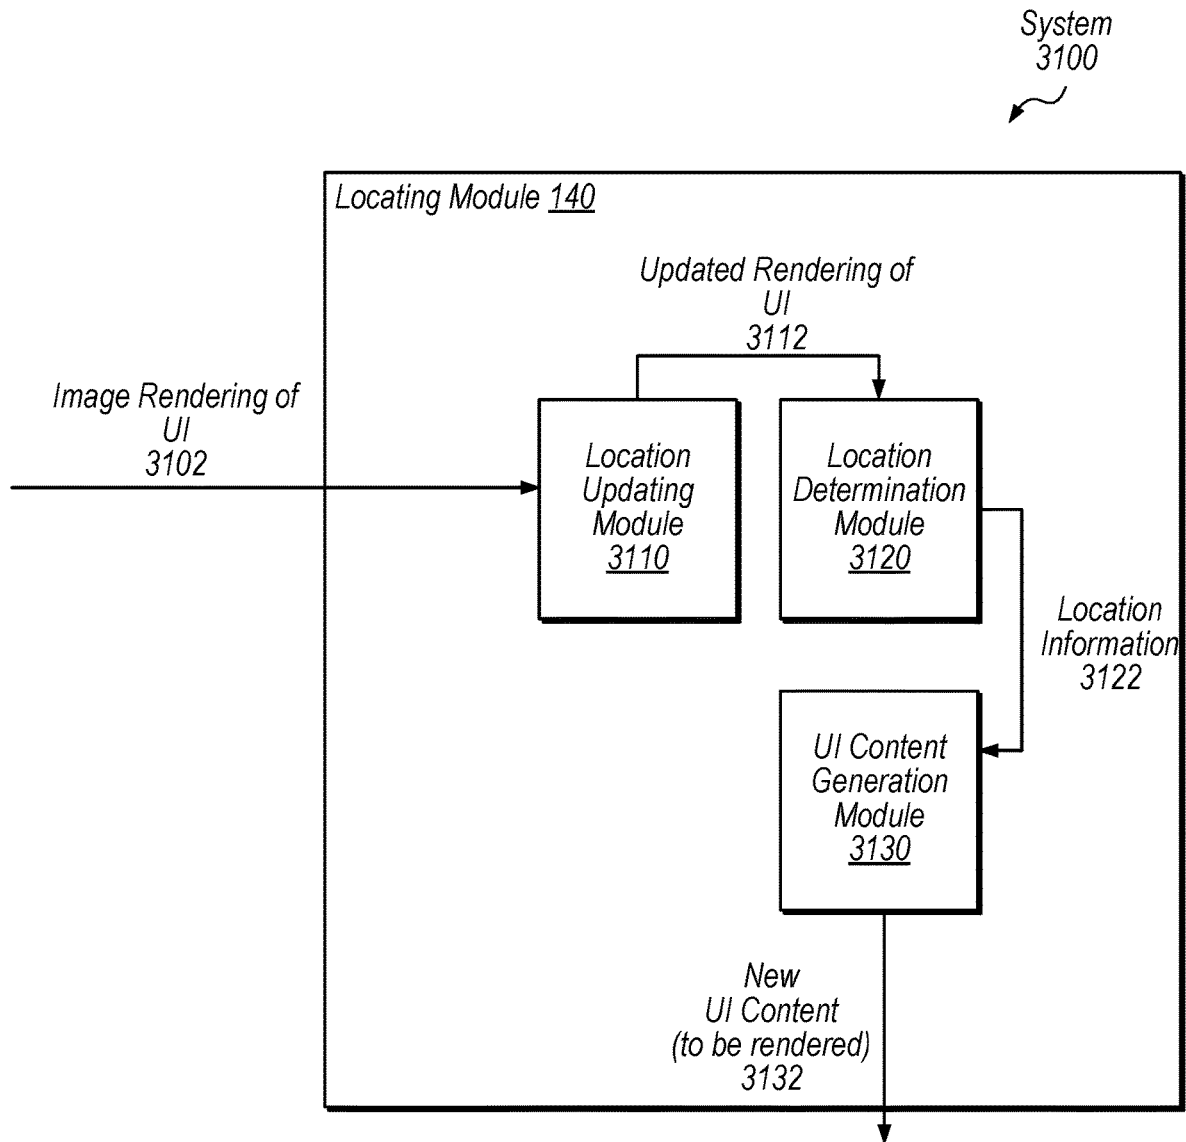 System
3100
Locating Module 140
Updated Rendering of
UI
3112
Image Rendering of
UI
3102
Location
Updating
Module
3110
Location
Determination
Module
3120
Location
Information
3122
UI Content
Generation
Module
3130
New
UI Content
(to be rendered)
3132